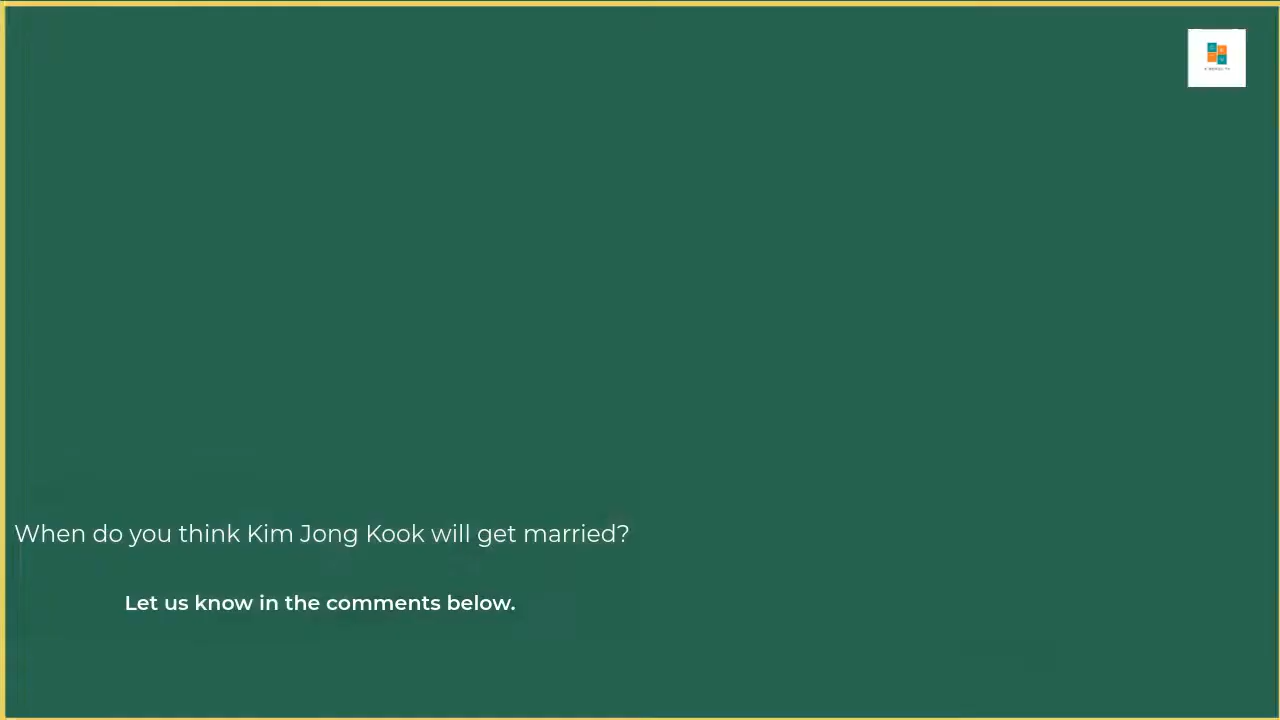 When do you think Kim Jong Kook will get married?
Let us know in the comments below.